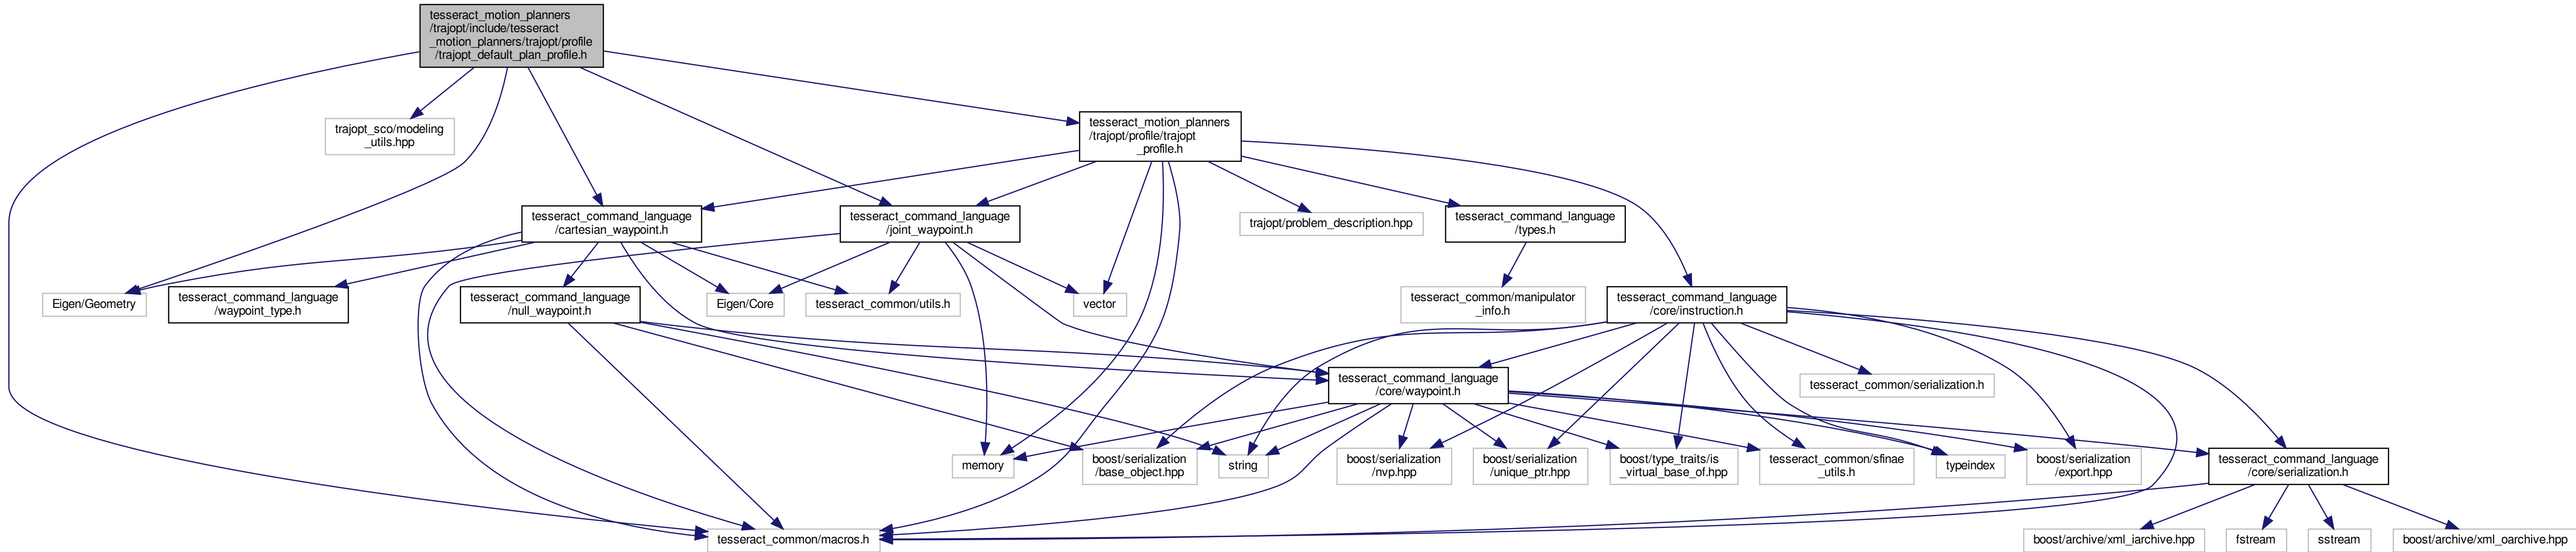 tesseract_motion_planners
/trajopt/include/tesseract
_motion_planners/trajopt/profile
/trajopt_default_plan_profile.h
trajopt_sco/modeling
_utils.hpp
tesseract_motion_planners
/trajopt/profile/trajopt
_profile.h
tesseract_command_language
/cartesian_waypoint.h
tesseract_command_language
/joint_waypoint.h
trajopt/problem_description.hpp
tesseract_command_language
/types.h
Eigen/Geometry
tesseract_command_language
/waypoint_type.h
tesseract_command_language
/null_waypoint.h
Eigen/Core
tesseract_common/utils.h
vector
tesseract_common/manipulator
_info.h
tesseract_command_language
/core/instruction.h
tesseract_command_language
/core/waypoint.h
tesseract_common/serialization.h
memory
boost/serialization
/base_object.hpp
string
boost/serialization
/nvp.hpp
boost/serialization
/unique_ptr.hpp
boost/type_traits/is
_virtual_base_of.hpp
tesseract_common/sfinae
_utils.h
typeindex
boost/serialization
/export.hpp
tesseract_command_language
/core/serialization.h
tesseract_common/macros.h
boost/archive/xml_iarchive.hpp
fstream
sstream
boost/archive/xml_oarchive.hpp